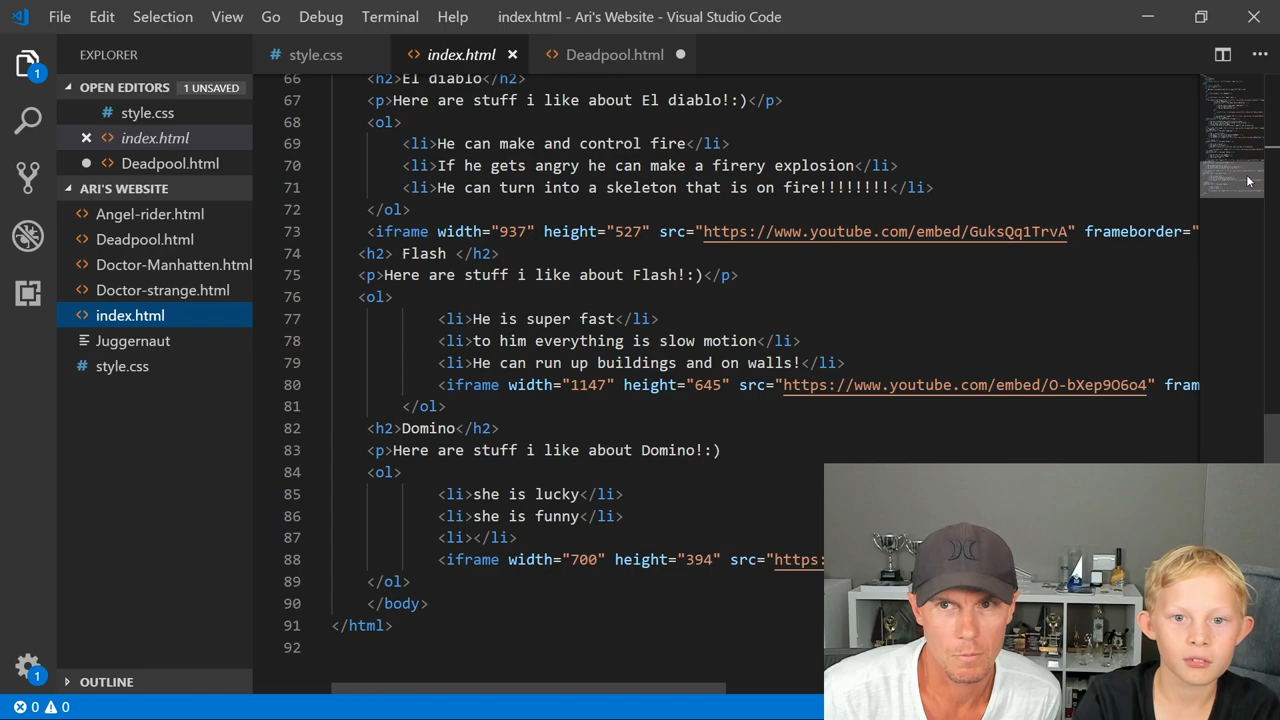 File Edit Selection View Go Debug Terminal Help index.html - Ari's Website - Visual Studio Code
EXPLORER
style.css
index.html
Deadpool.html
OPEN EDITORS 1 UNSAVED
style.css
index.html
Deadpool.html
ARI'S WEBSITE
Angel-rider.html
Deadpool.html
Doctor-Manhatten.html
Doctor-strange.html
index.html
Juggernaut
style.css
OUTLINE
1
1
0 0
66 <h2>El diablo</h2>
67 <p>Here are stuff i like about El diablo!:)</p>
68 <ol>
69 <li>He can make and control fire</li>
70 <li>If he gets angry he can make a firery explosion</li>
71 <li>He can turn into a skeleton that is on fire!!!!!!!!</li>
72 </ol>
73 <iframe width="937" height="527" src="https://www.youtube.com/embed/GuksQq1TrvA" frameborder="
74 <h2> Flash </h2>
75 <p>Here are stuff i like about Flash!:)</p>
76 <ol>
77 <li>He is super fast</li>
78 <li>to him everything is slow motion</li>
79 <li>He can run up buildings and on walls!</li>
80 <iframe width="1147" height="645" src="https://www.youtube.com/embed/O-bXep9O6o4" fram
81 </ol>
82 <h2>Domino</h2>
83 <p>Here are stuff i like about Domino!:)
84 <ol>
85 <li>she is lucky</li>
86 <li>she is funny</li>
87 <li></li>
88 <iframe width="700" height="394" src="https:
89 </ol>
90 </body>
91 </html>
92